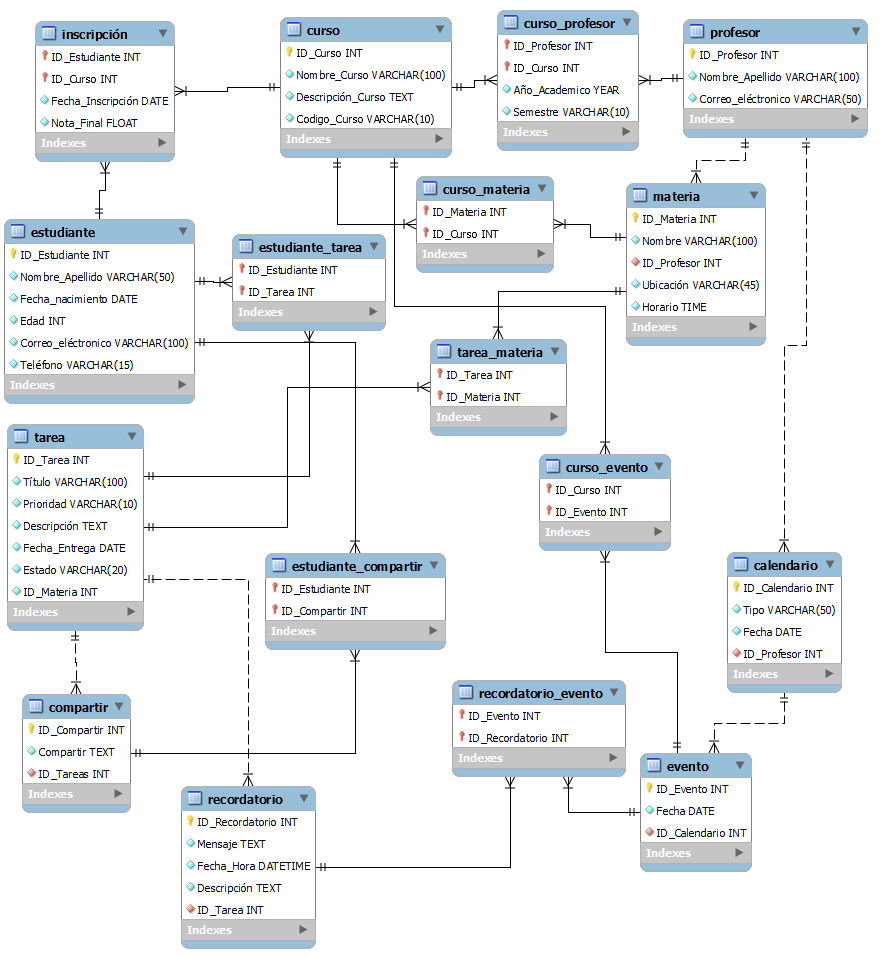 inscripción
ID_Estudiante INT
ID_Curso INT
Fecha_Inscripción DATE
Nota_Final FLOAT
Indexes
curso
ID_Curso INT
Nombre_Curso VARCHAR(100)
Descripción_Curso TEXT
Codigo_Curso VARCHAR(10)
Indexes
curso_profesor
ID_Profesor INT
ID_Curso INT
Año_Academico YEAR
Semestre VARCHAR(10)
Indexes
profesor
ID_Profesor INT
Nombre_Apellido VARCHAR(100)
Correo_eléctronico VARCHAR(50)
Indexes
curso_materia
ID_Materia INT
ID_Curso INT
Indexes
materia
ID_Materia INT
Nombre VARCHAR(100)
ID_Profesor INT
Ubicación VARCHAR(45)
Horario TIME
Indexes
estudiante
ID_Estudiante INT
Nombre_Apellido VARCHAR(50)
Fecha_nacimiento DATE
Edad INT
Correo_eléctronico VARCHAR(100)
Teléfono VARCHAR(15)
Indexes
estudiante_tarea
ID_Estudiante INT
ID_Tarea INT
Indexes
tarea_materia
ID_Tarea INT
ID_Materia INT
Indexes
tarea
ID_Tarea INT
Título VARCHAR(100)
Prioridad VARCHAR(10)
Descripción TEXT
Fecha_Entrega DATE
Estado VARCHAR(20)
ID_Materia INT
Indexes
curso_evento
ID_Curso INT
ID_Evento INT
Indexes
estudiante_compartir
ID_Estudiante INT
ID_Compartir INT
Indexes
calendario
ID_Calendario INT
Tipo VARCHAR(50)
Fecha DATE
ID_Profesor INT
Indexes
compartir
ID_Compartir INT
Compartir TEXT
ID_Tareas INT
Indexes
recordatorio_evento
ID_Evento INT
ID_Recordatorio INT
Indexes
evento
ID_Evento INT
Fecha DATE
ID_Calendario INT
Indexes
recordatorio
ID_Recordatorio INT
Mensaje TEXT
Fecha_Hora DATETIME
Descripción TEXT
ID_Tarea INT
Indexes